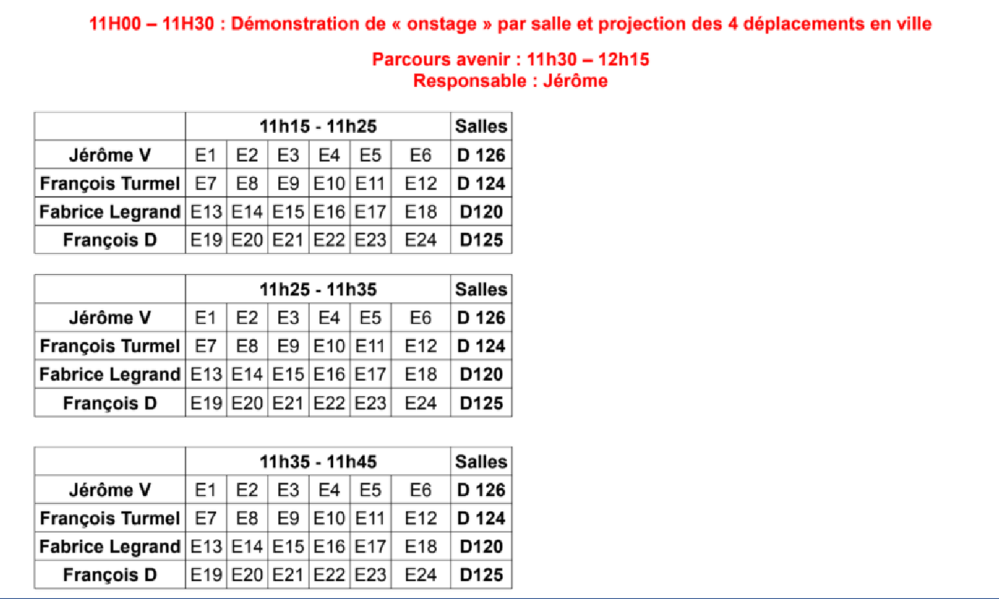 11H00 – 11H30 : Démonstration de « onstage » par salle et projection des 4 déplacements en ville
Parcours avenir : 11h30 – 12h15
Responsable : Jérôme
11h15 - 11h25 Salles
Jérôme V E1 E2 E3 E4 E5 E6 D 126
François Turmel E7 E8 E9 E10 E11 E12 D 124
Fabrice Legrand E13 E14 E15 E16 E17 E18 D120
François D E19 E20 E21 E22 E23 E24 D125
11h25 - 11h35 Salles
Jérôme V E1 E2 E3 E4 E5 E6 D 126
François Turmel E7 E8 E9 E10 E11 E12 D 124
Fabrice Legrand E13 E14 E15 E16 E17 E18 D120
François D E19 E20 E21 E22 E23 E24 D125
11h35 - 11h45 Salles
Jérôme V E1 E2 E3 E4 E5 E6 D 126
François Turmel E7 E8 E9 E10 E11 E12 D 124
Fabrice Legrand E13 E14 E15 E16 E17 E18 D120
François D E19 E20 E21 E22 E23 E24 D125